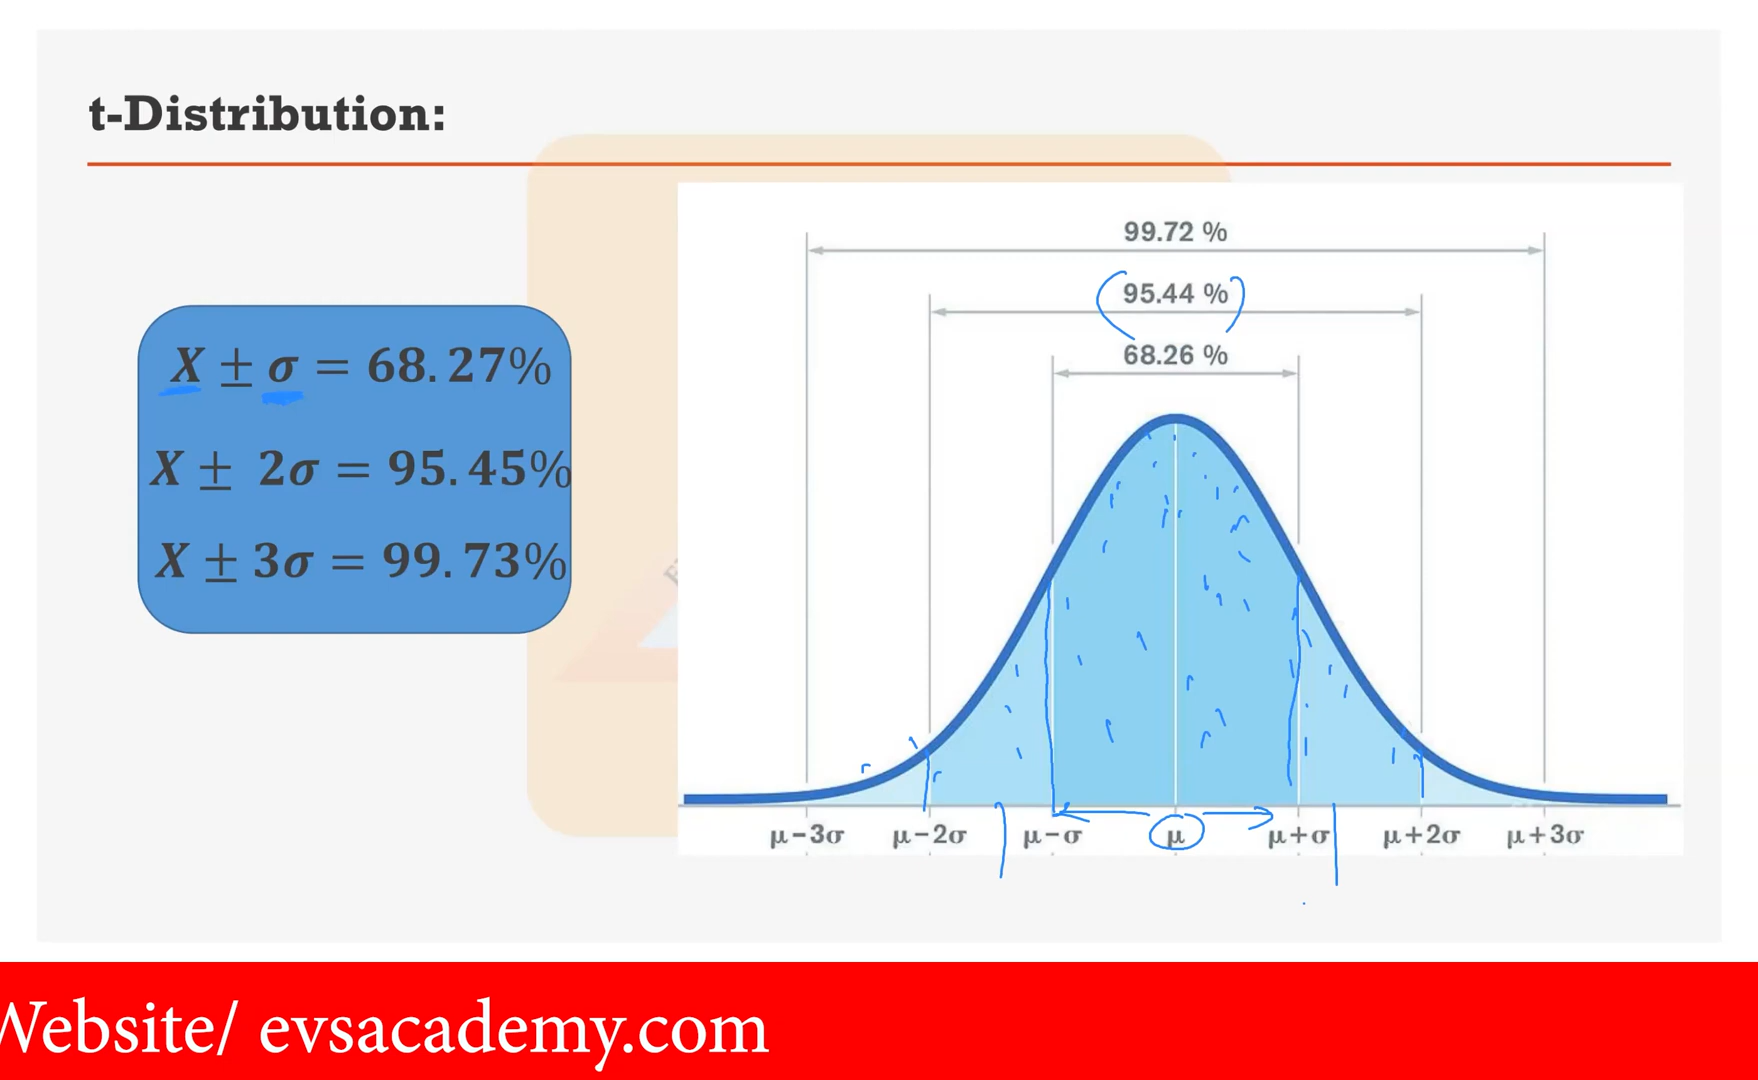 t-Distribution:
X ± σ = 68.27%
X ± 2σ = 95.45%
X ± 3σ = 99.73%
99.72 %
95.44 %
68.26 %
μ−3σ μ−2σ μ−σ μ μ+σ μ+2σ μ+3σ
Website/ evsacademy.com